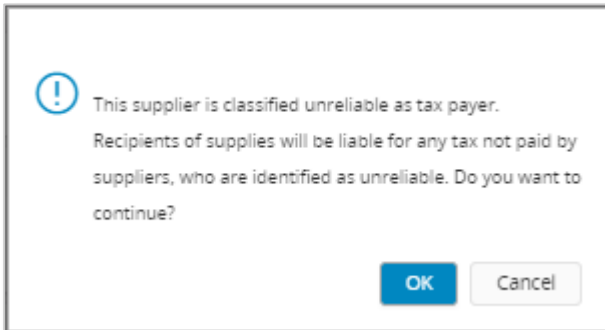 This supplier is classified unreliable as tax payer.
Recipients of supplies will be liable for any tax not paid by
suppliers, who are identified as unreliable. Do you want to
continue?
OK
Cancel